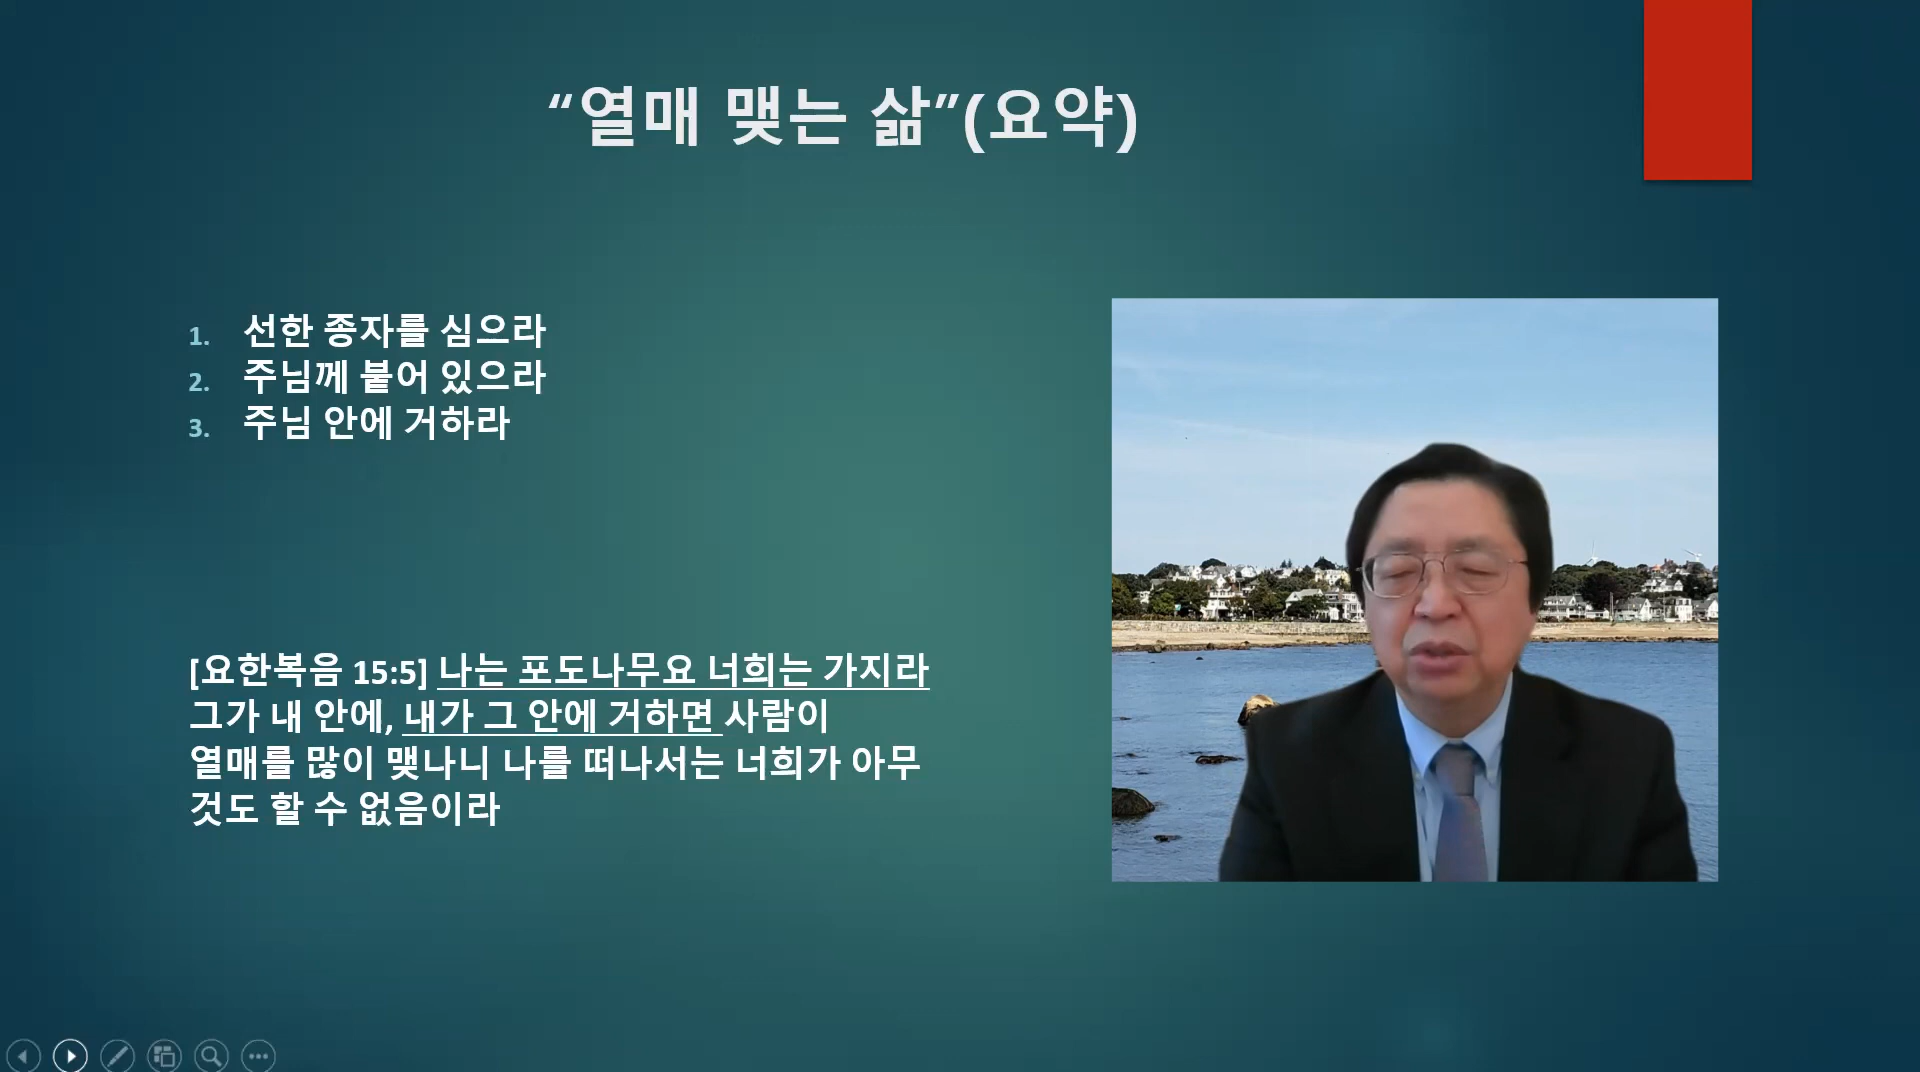 “열매 맺는 삶”(요약)
1. 선한 종자를 심으라
2. 주님께 붙어 있으라
3. 주님 안에 거하라
[요한복음 15:5] 나는 포도나무요 너희는 가지라
그가 내 안에, 내가 그 안에 거하면 사람이
열매를 많이 맺나니 나를 떠나서는 너희가 아무
것도 할 수 없음이라